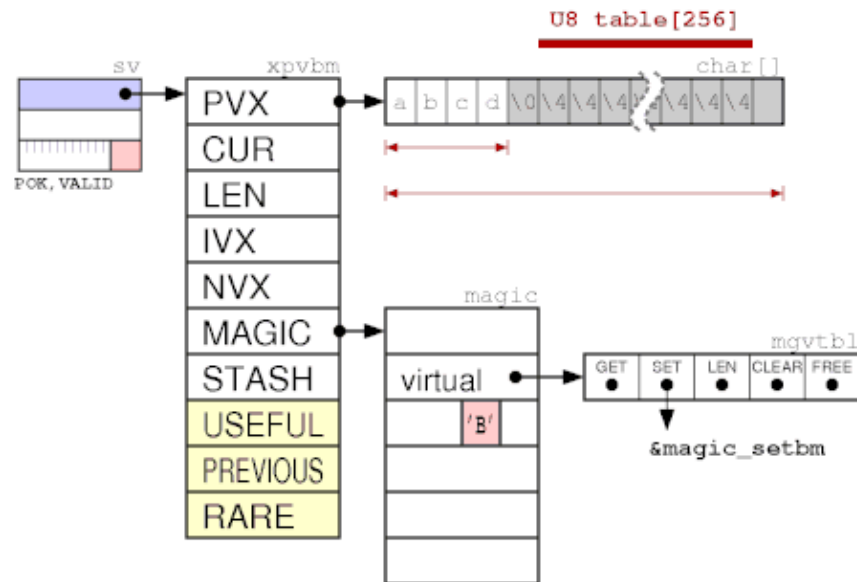 U8 table[256]
sv
xpvbm
char[]
PVX
a b c d \0 \4 \4 \4 \4 \4 \4
CUR
POK,VALID
LEN
IVX
NVX
magic
MAGIC
mgvtbl
STASH
virtual
GET SET LEN CLEAR FREE
USEFUL
'B'
&magic_setbm
PREVIOUS
RARE